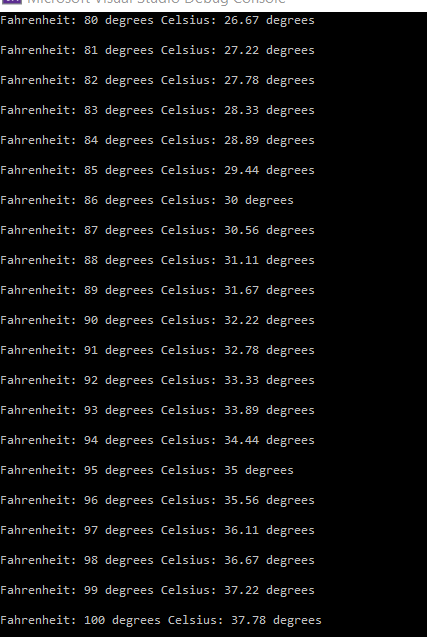 Microsoft Visual Studio Debug Console
Fahrenheit: 80 degrees Celsius: 26.67 degrees
Fahrenheit: 81 degrees Celsius: 27.22 degrees
Fahrenheit: 82 degrees Celsius: 27.78 degrees
Fahrenheit: 83 degrees Celsius: 28.33 degrees
Fahrenheit: 84 degrees Celsius: 28.89 degrees
Fahrenheit: 85 degrees Celsius: 29.44 degrees
Fahrenheit: 86 degrees Celsius: 30 degrees
Fahrenheit: 87 degrees Celsius: 30.56 degrees
Fahrenheit: 88 degrees Celsius: 31.11 degrees
Fahrenheit: 89 degrees Celsius: 31.67 degrees
Fahrenheit: 90 degrees Celsius: 32.22 degrees
Fahrenheit: 91 degrees Celsius: 32.78 degrees
Fahrenheit: 92 degrees Celsius: 33.33 degrees
Fahrenheit: 93 degrees Celsius: 33.89 degrees
Fahrenheit: 94 degrees Celsius: 34.44 degrees
Fahrenheit: 95 degrees Celsius: 35 degrees
Fahrenheit: 96 degrees Celsius: 35.56 degrees
Fahrenheit: 97 degrees Celsius: 36.11 degrees
Fahrenheit: 98 degrees Celsius: 36.67 degrees
Fahrenheit: 99 degrees Celsius: 37.22 degrees
Fahrenheit: 100 degrees Celsius: 37.78 degrees